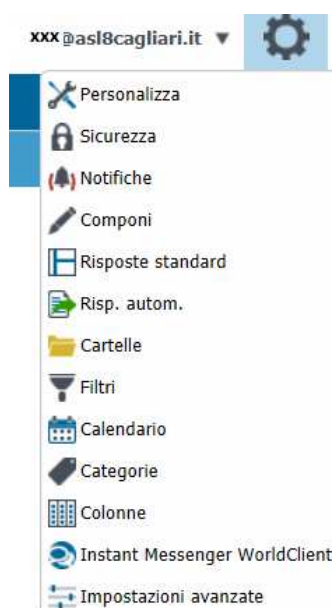 xxx@asl8cagliari.it ▼
Personalizza
Sicurezza
Notifiche
Componi
Risposte standard
Risp. autom.
Cartelle
Filtri
Calendario
Categorie
Colonne
Instant Messenger WorldClient
Impostazioni avanzate